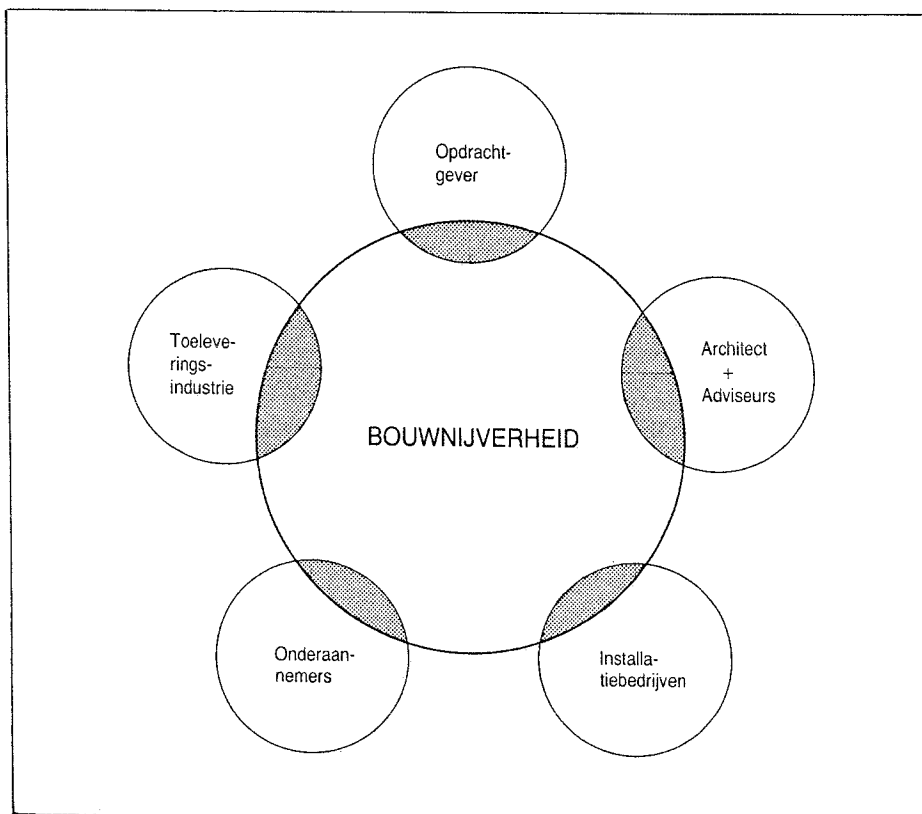 Opdracht-
gever
Toeleve-
rings-
industrie
Architect
+
Adviseurs
BOUWNIJVERHEID
Onderaan-
nemers
Installa-
tiebedrijven